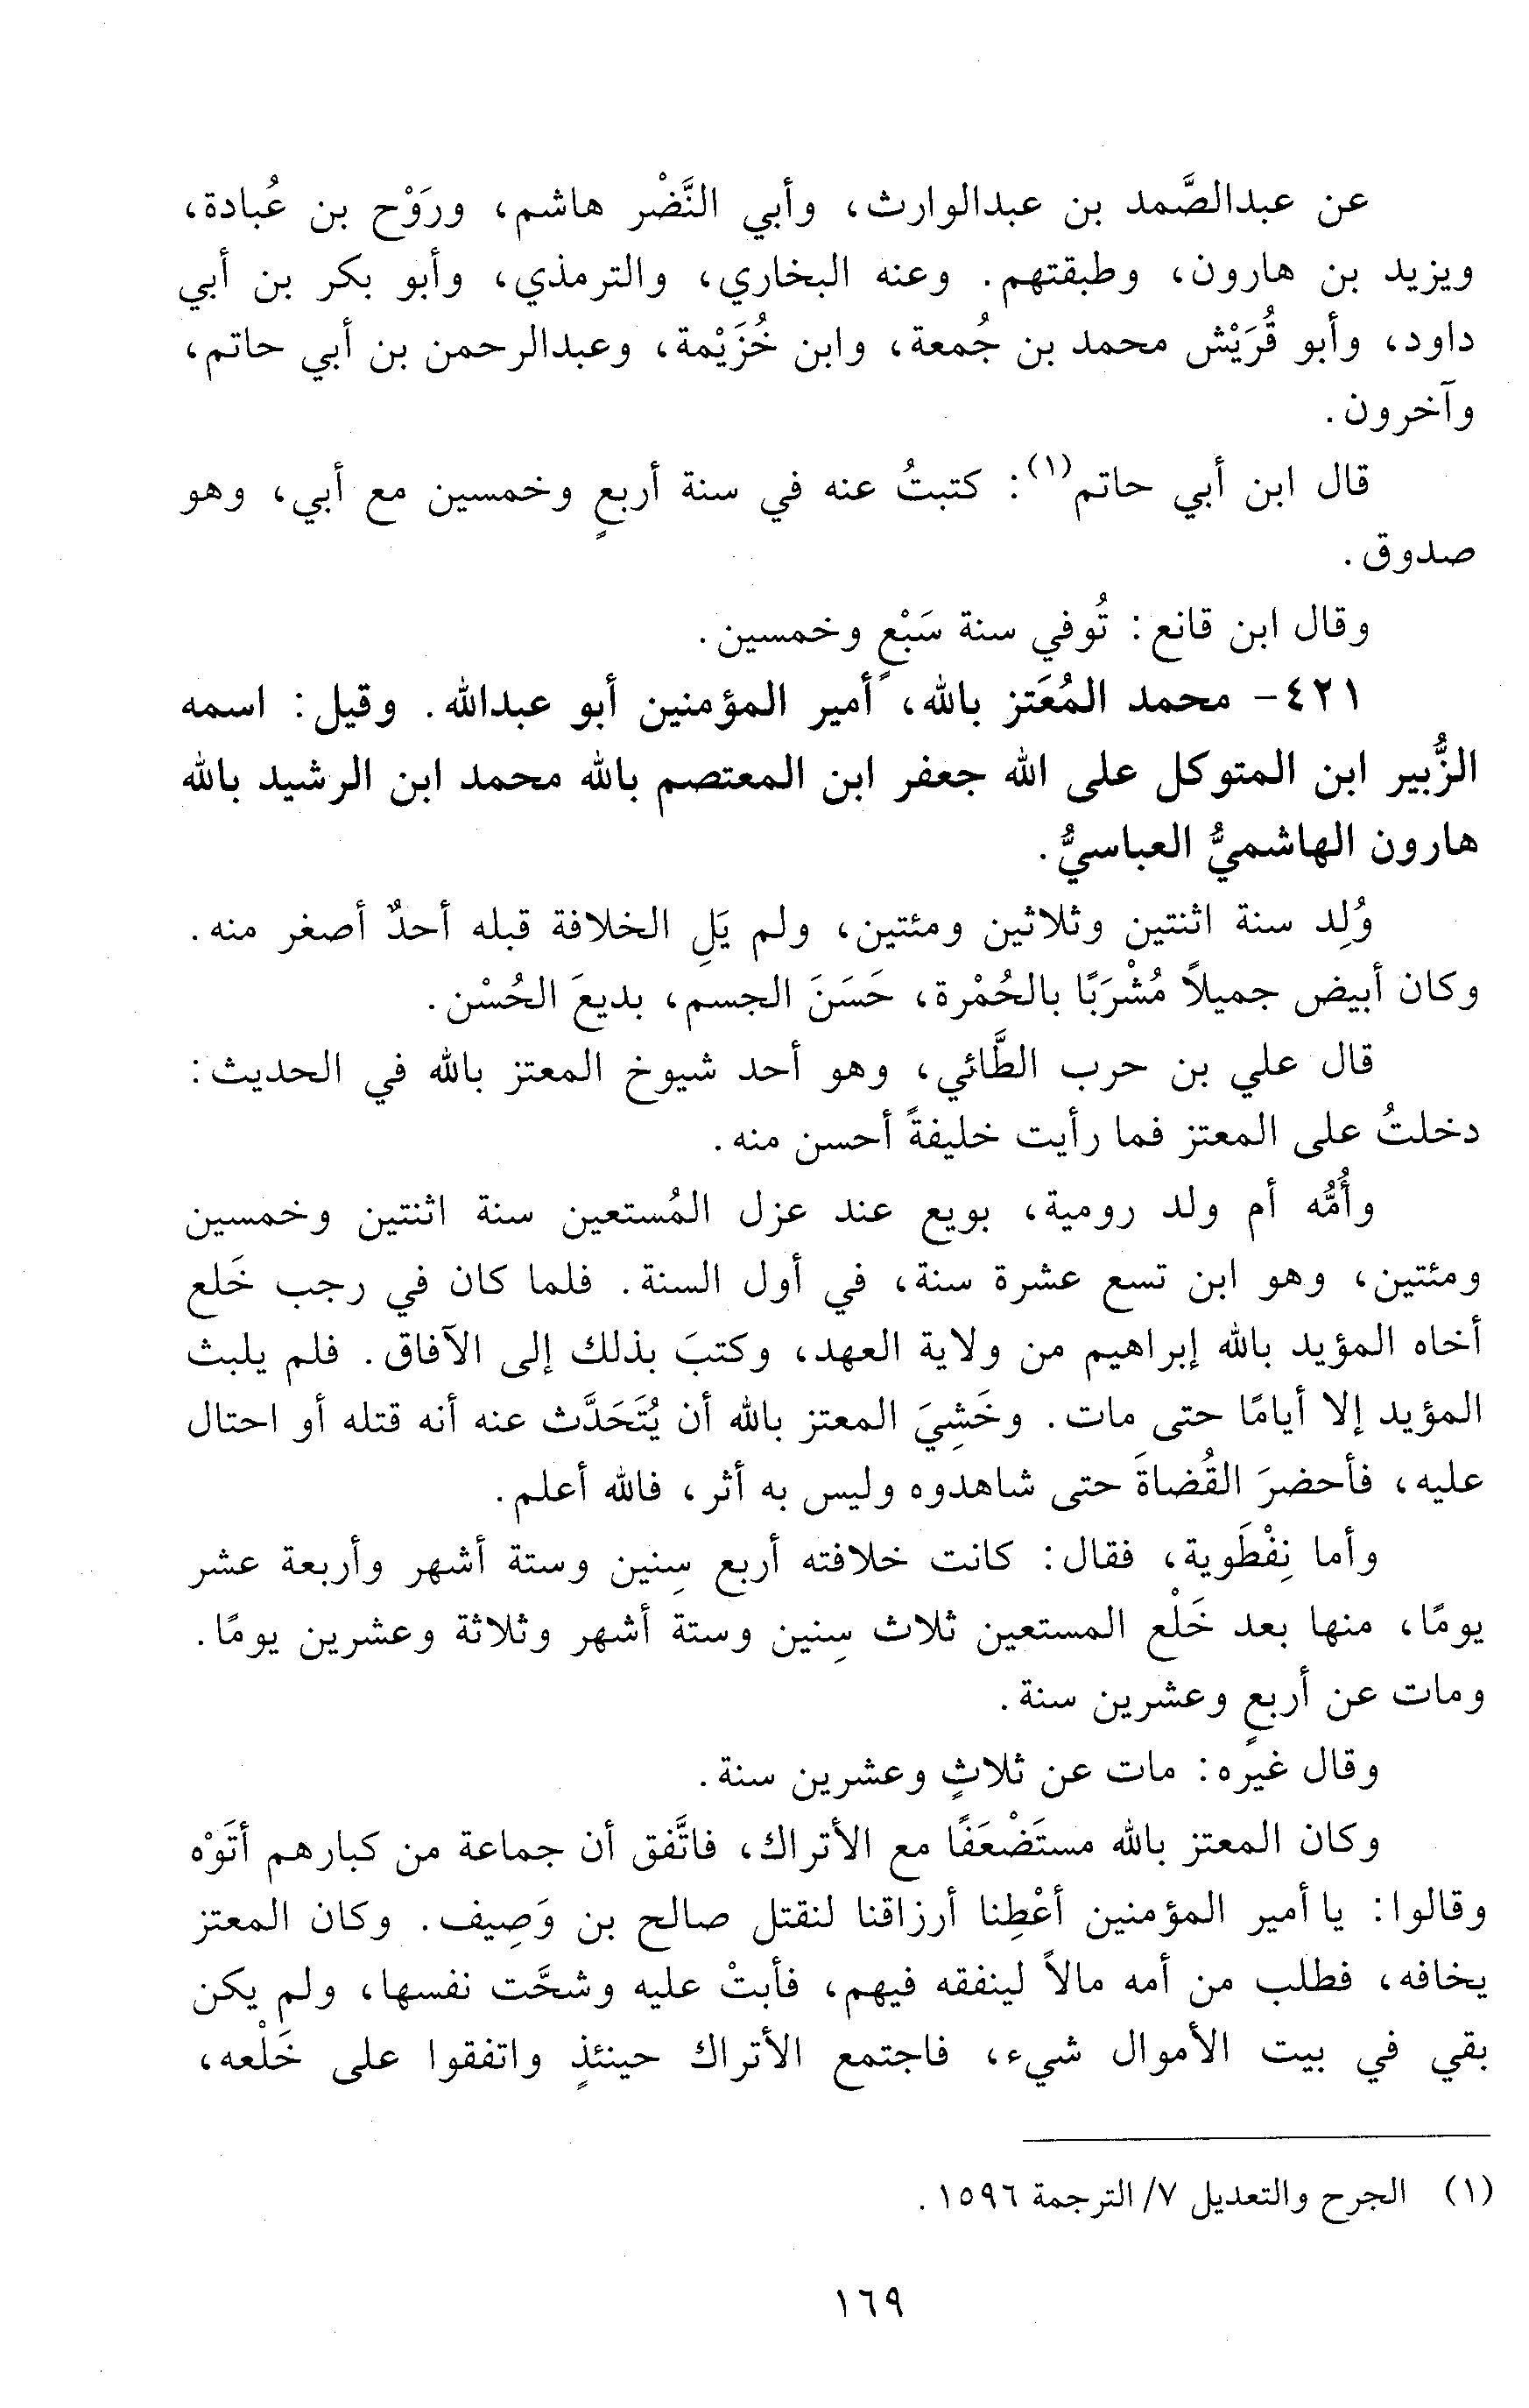 عن عبدالصَّمد بن عبدالوارث، وأبي النَّضْر هاشم، ورَوْح بن عُبادة،
ويزيد بن هارون، وطبقتهم. وعنه البخاري، والترمذي، وأبو بكر بن أبي
داود، وأبو قُرَيْش محمد بن جُمعة، وابن خُزَيْمة، وعبدالرحمن بن أبي حاتم،
وآخرون.
قال ابن أبي حاتم(١): كتبتُ عنه في سنة أربعٍ وخمسين مع أبي، وهو
صدوق.
وقال ابن قانع: تُوفي سنة سَبْعٍ وخمسين.
٤٢١- محمد المُعَتز بالله، أمير المؤمنين أبو عبدالله. وقيل: اسمه
الزُّبير ابن المتوكل على الله جعفر ابن المعتصم بالله محمد ابن الرشيد بالله
هارون الهاشميُّ العباسيُّ.
وُلِد سنة اثنتين وثلاثين ومئتين، ولم يَلِ الخلافة قبله أحدٌ أصغر منه.
وكان أبيض جميلاً مُشْرَبًا بالحُمْرة، حَسَنَ الجسم، بديعَ الحُسْن.
قال علي بن حرب الطَّائي، وهو أحد شيوخ المعتز بالله في الحديث:
دخلتُ على المعتز فما رأيت خليفةً أحسن منه.
وأُمُّه أم ولد رومية، بويع عند عزل المُستعين سنة اثنتين وخمسين
ومئتين، وهو ابن تسع عشرة سنة، في أول السنة. فلما كان في رجب خَلع
أخاه المؤيد بالله إبراهيم من ولاية العهد، وكتبَ بذلك إلى الآفاق. فلم يلبث
المؤيد إلا أيامًا حتى مات. وخَشِيَ المعتز بالله أن يُتَحَدَّث عنه أنه قتله أو احتال
عليه، فأحضرَ القُضاةَ حتى شاهدوه وليس به أثر، فالله أعلم.
وأما نِفْطَوية، فقال: كانت خلافته أربع سِنين وستة أشهر وأربعة عشر
يومًا، منها بعد خَلْع المستعين ثلاث سِنين وستة أشهر وثلاثة وعشرين يومًا.
ومات عن أربعٍ وعشرين سنة.
وقال غيره: مات عن ثلاثٍ وعشرين سنة.
وكان المعتز بالله مستَضْعَفًا مع الأتراك، فاتَّفق أن جماعة من كبارهم أتَوْه
وقالوا: يا أمير المؤمنين أعْطِنا أرزاقنا لنقتل صالح بن وَصِيف. وكان المعتز
يخافه، فطلب من أمه مالاً لينفقه فيهم، فأبتْ عليه وشحَّت نفسها، ولم يكن
بقي في بيت الأموال شيء، فاجتمع الأتراك حينئذٍ واتفقوا على خَلْعه،
(١) الجرح والتعديل ٧/ الترجمة ١٥٩٦.
١٦٩